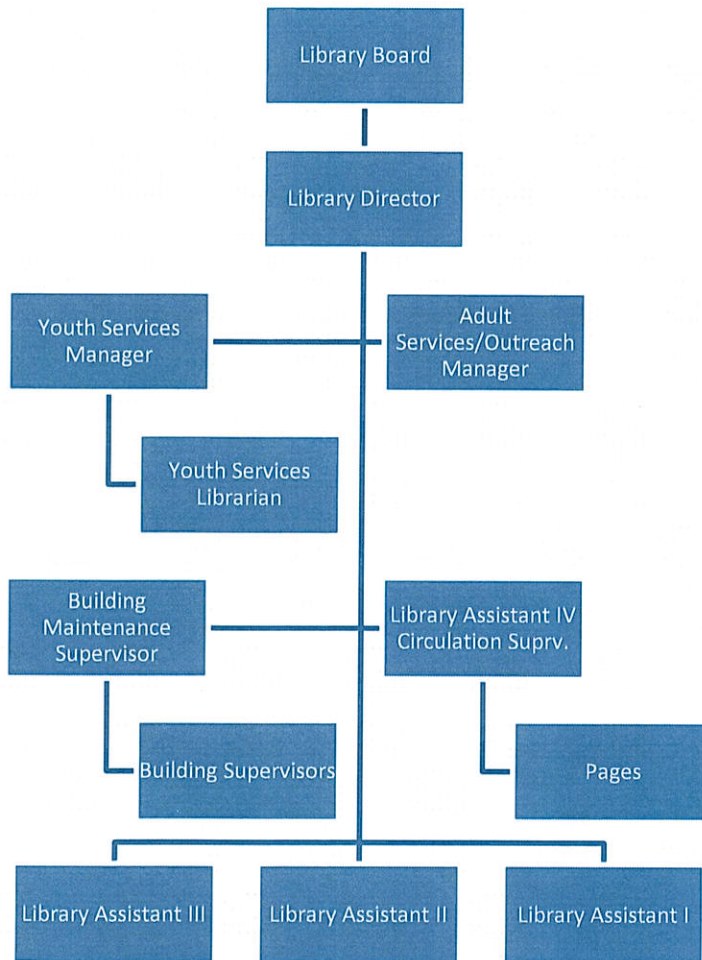 Library Board
Library Director
Youth Services
Manager
Adult
Services/Outreach
Manager
Youth Services
Librarian
Building
Maintenance
Supervisor
Library Assistant IV
Circulation Suprv.
Building Supervisors
Pages
Library Assistant III
Library Assistant II
Library Assistant I